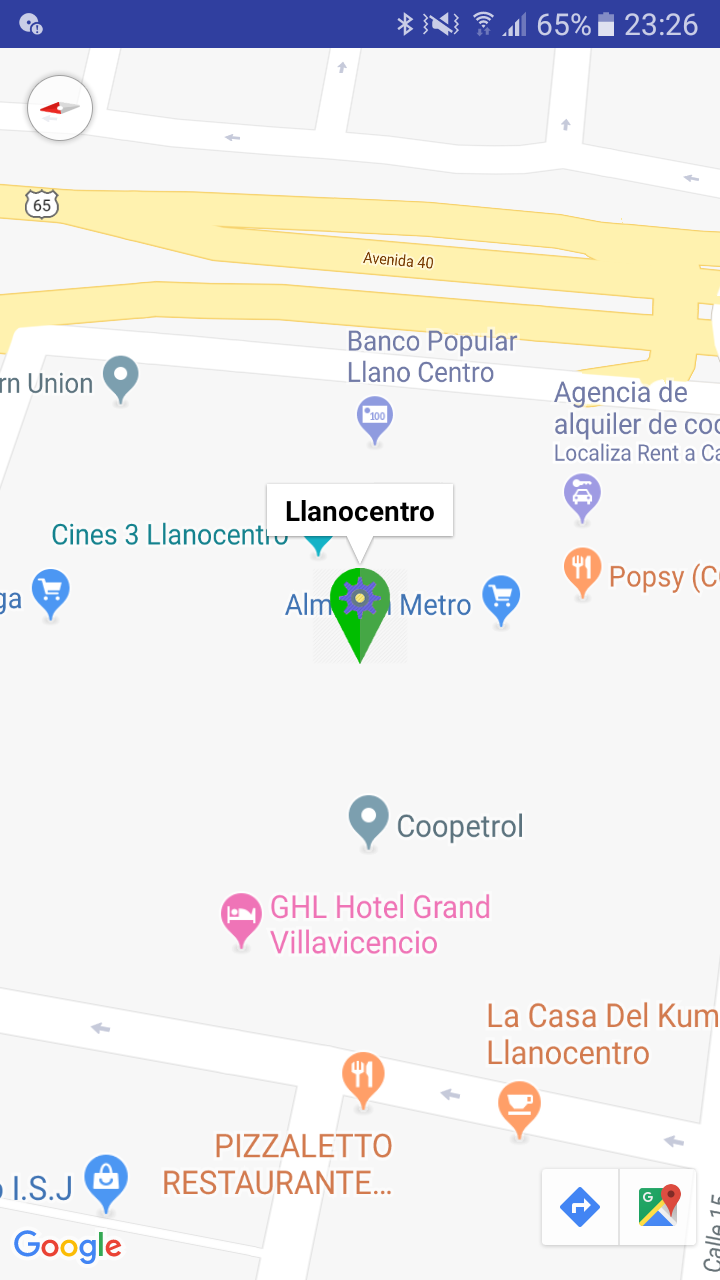 65% 23:26
65
Avenida 40
Banco Popular
Llano Centro
rn Union
Agencia de
alquiler de coc
Localiza Rent a Ca
100
Llanocentro
Cines 3 Llanocentro
ga
Metro
Popsy (C
Coopetrol
GHL Hotel Grand
Villavicencio
La Casa Del Kum
Llanocentro
PIZZALETTO
RESTAURANTE...
I.S.J
Google
G
Calle 15